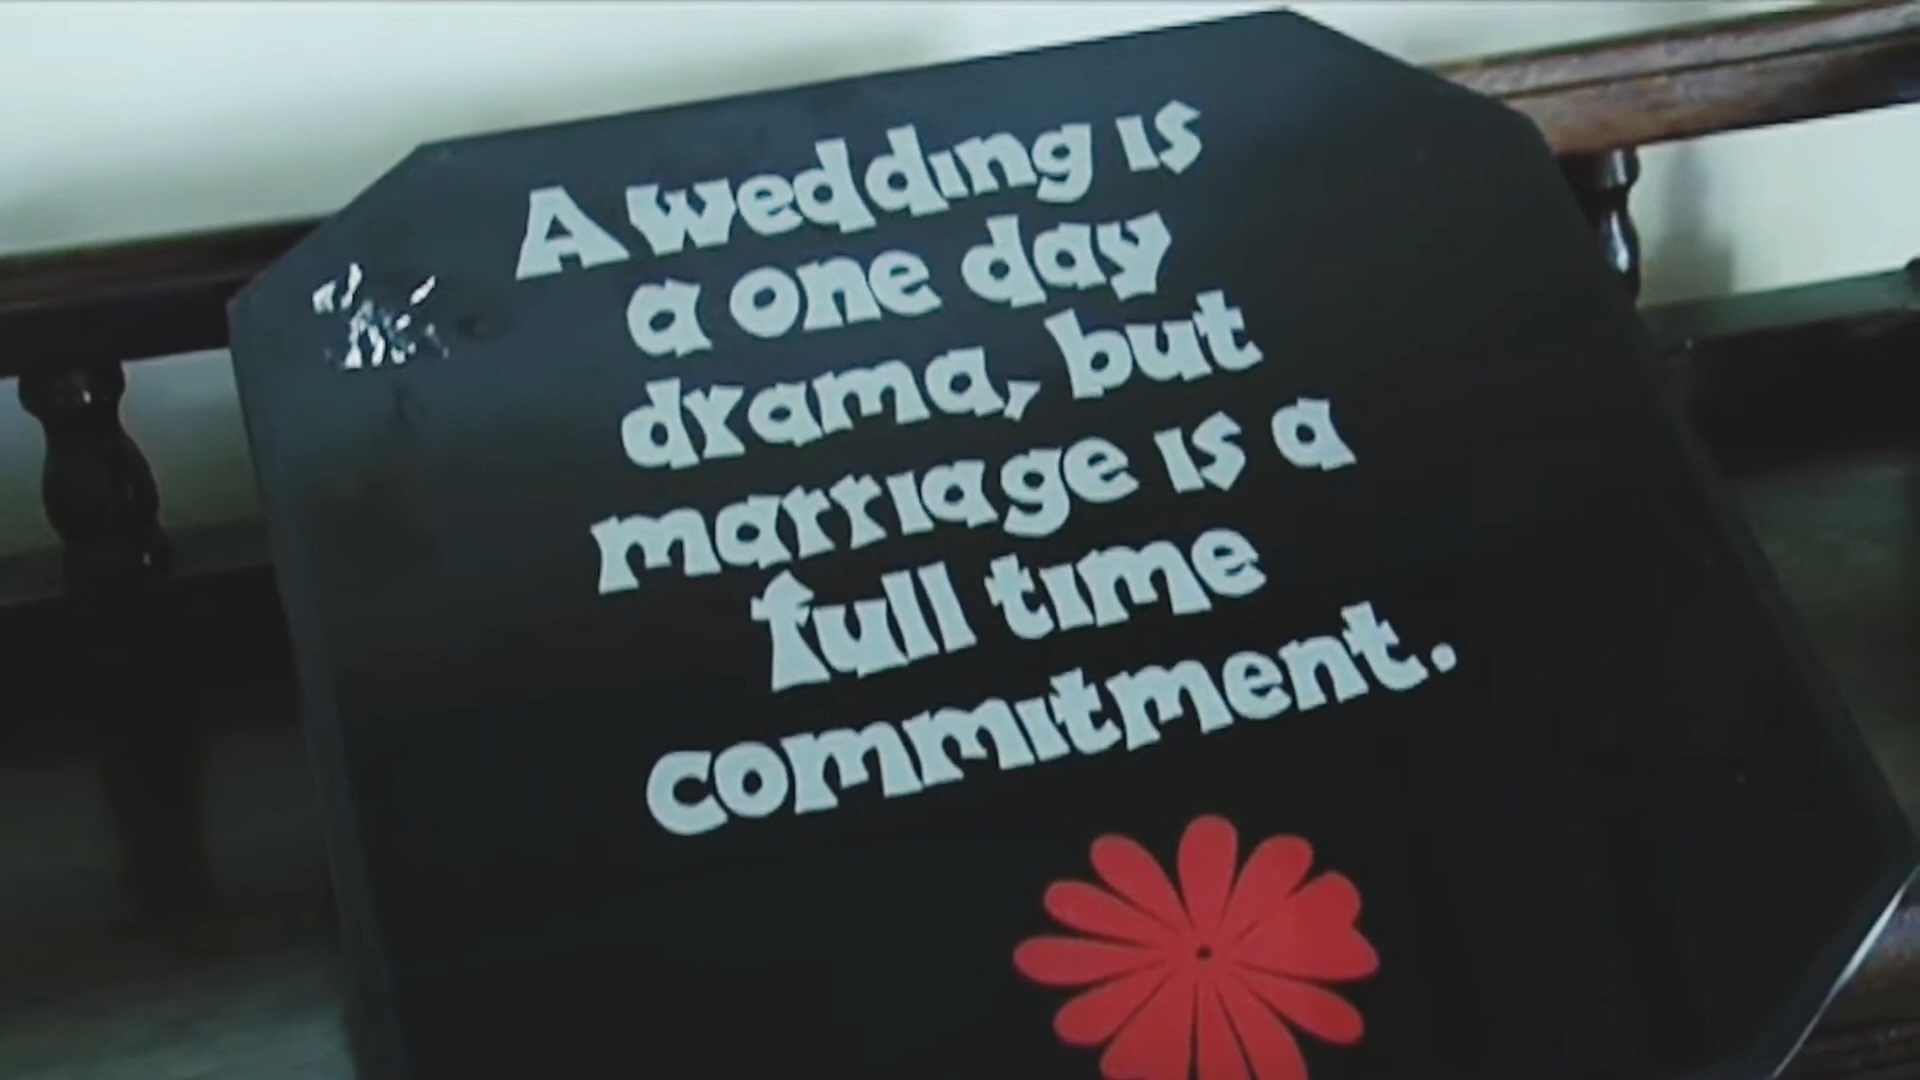 A wedding is
a one day
drama, but
marriage is a
full time
commitment.